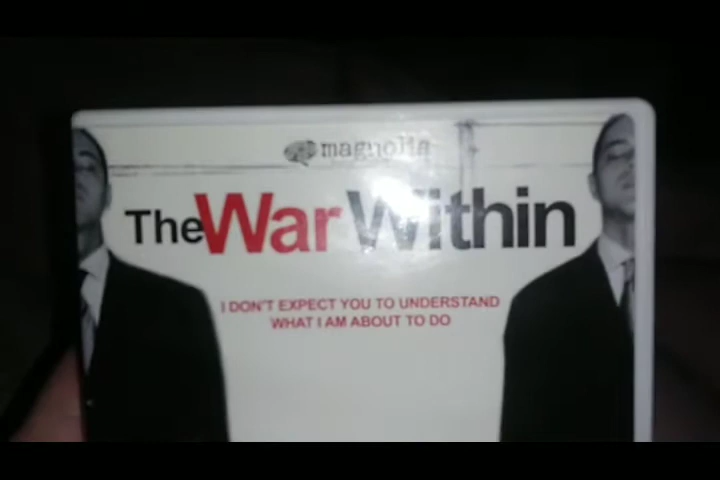 magnolia
The War Within
I DON'T EXPECT YOU TO UNDERSTAND
WHAT I AM ABOUT TO DO